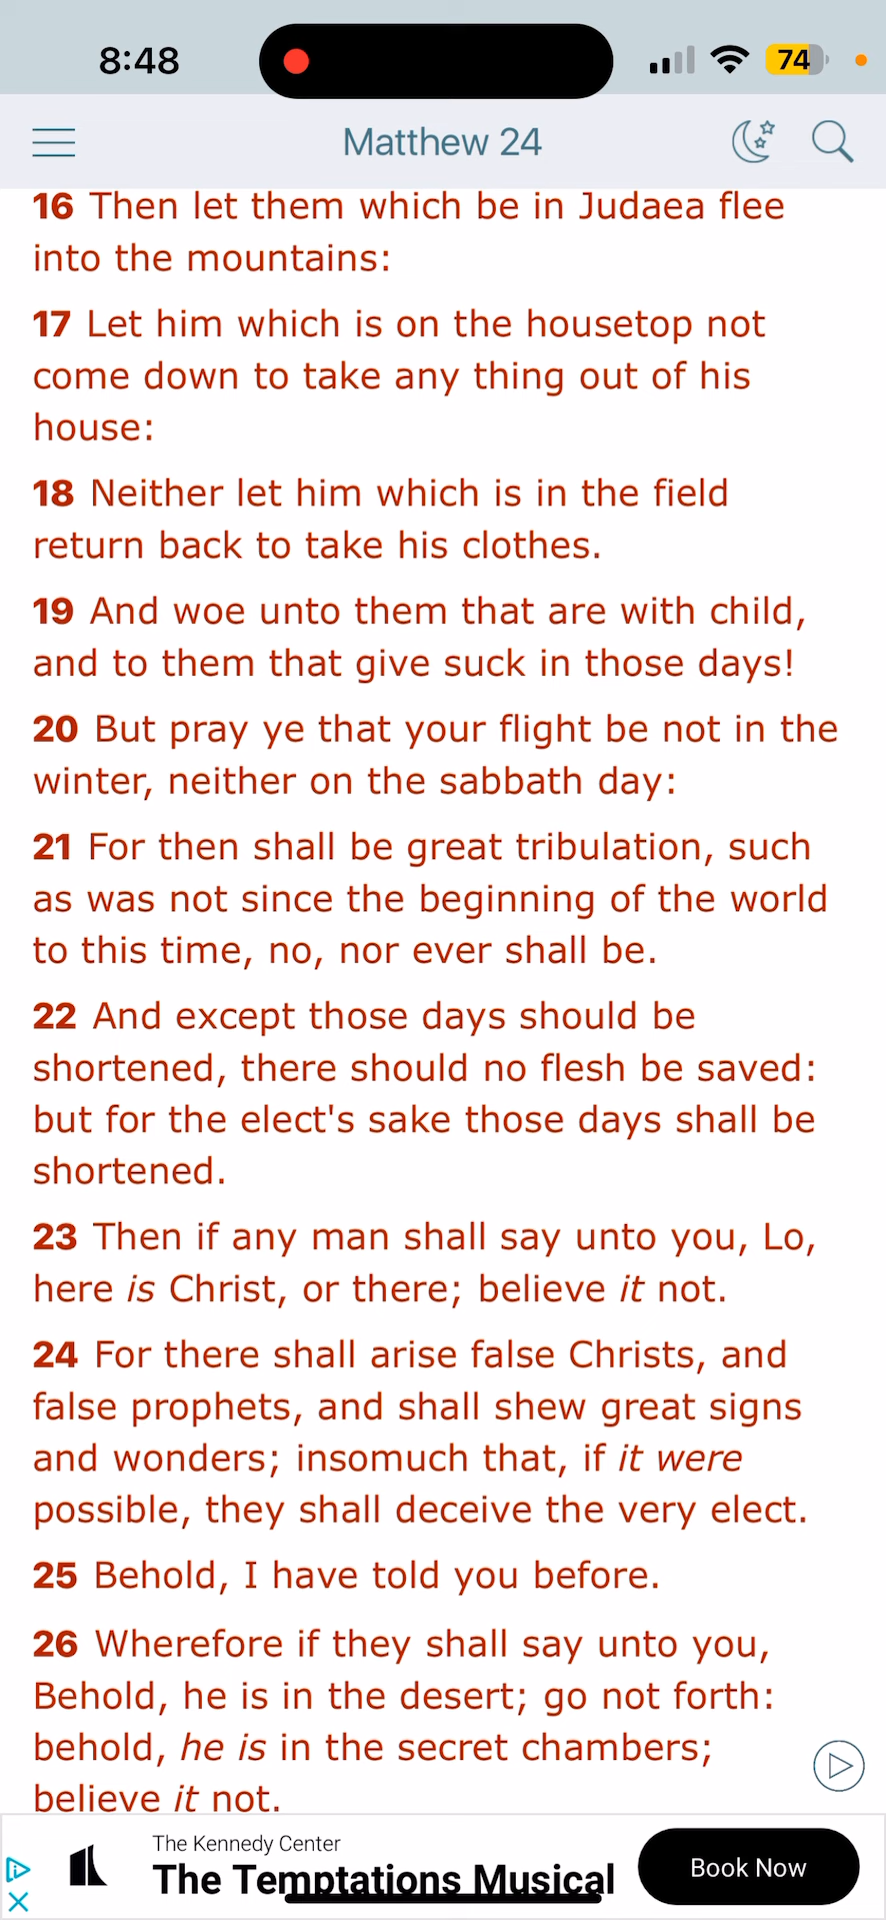 8:48
74
Matthew 24
16 Then let them which be in Judaea flee
into the mountains:
17 Let him which is on the housetop not
come down to take any thing out of his
house:
18 Neither let him which is in the field
return back to take his clothes.
19 And woe unto them that are with child,
and to them that give suck in those days!
20 But pray ye that your flight be not in the
winter, neither on the sabbath day:
21 For then shall be great tribulation, such
as was not since the beginning of the world
to this time, no, nor ever shall be.
22 And except those days should be
shortened, there should no flesh be saved:
but for the elect's sake those days shall be
shortened.
23 Then if any man shall say unto you, Lo,
here is Christ, or there; believe it not.
24 For there shall arise false Christs, and
false prophets, and shall shew great signs
and wonders; insomuch that, if it were
possible, they shall deceive the very elect.
25 Behold, I have told you before.
26 Wherefore if they shall say unto you,
Behold, he is in the desert; go not forth:
behold, he is in the secret chambers;
believe it not.
The Kennedy Center
The Temptations Musical
Book Now